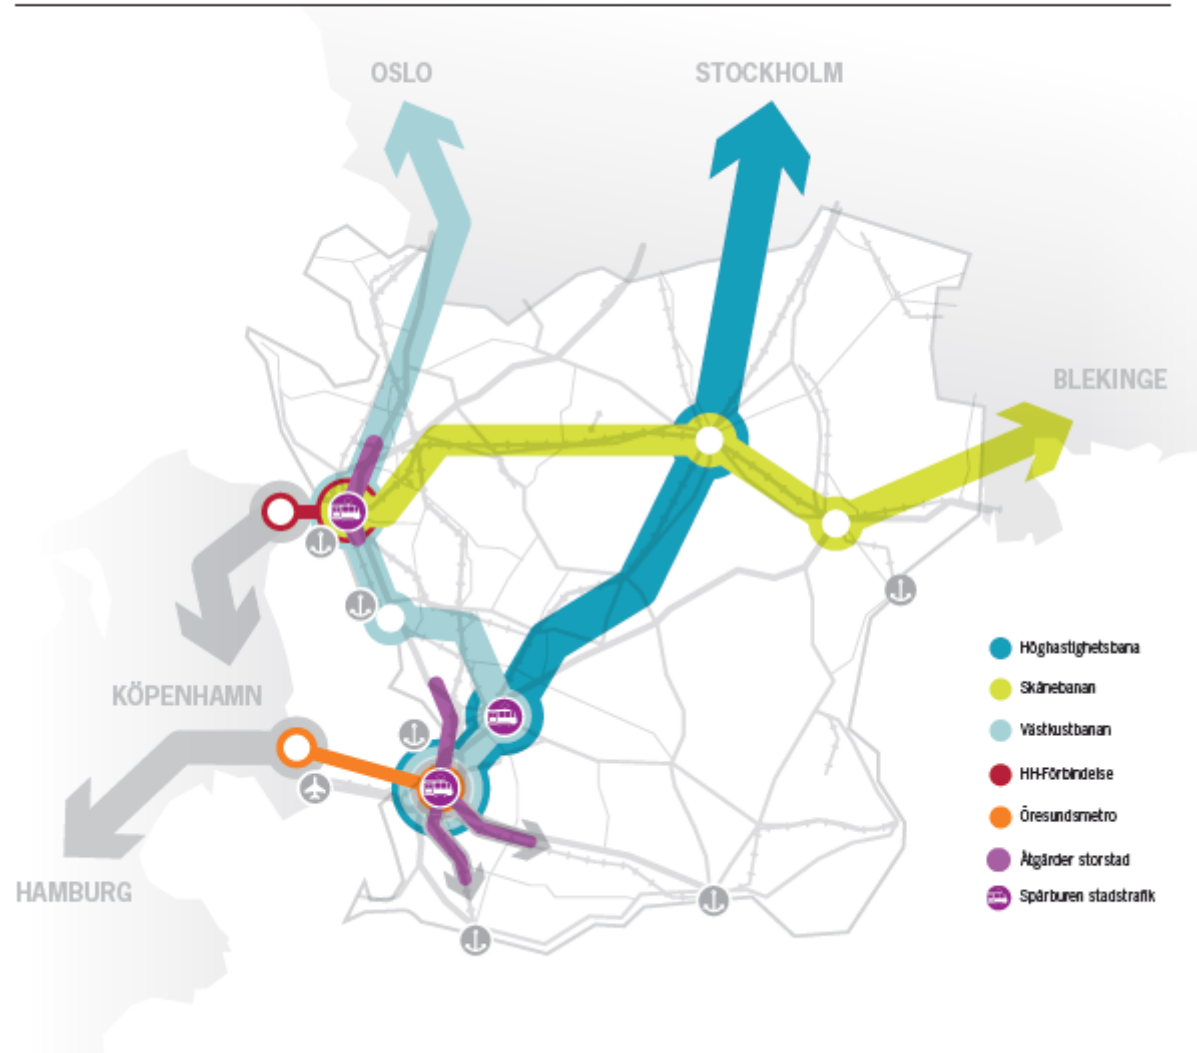 OSLO
STOCKHOLM
BLEKINGE
KÖPENHAMN
HAMBURG
Höghastighetsbana
Skånebanan
Västkustbanan
HH-Förbindelse
Öresundsmetro
Åtgärder storstad
Spårburen stadstrafik